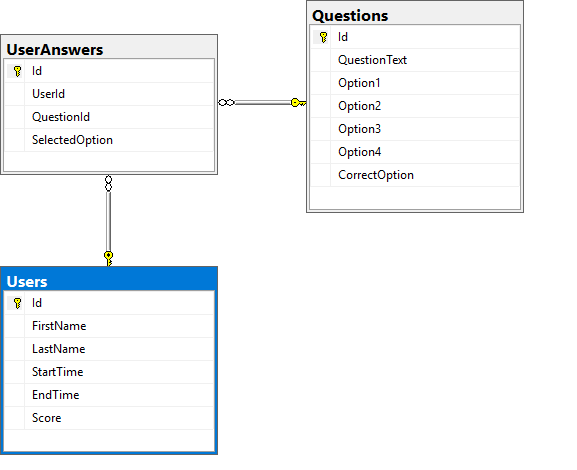 UserAnswers
Id
UserId
QuestionId
SelectedOption
Questions
Id
QuestionText
Option1
Option2
Option3
Option4
CorrectOption
Users
Id
FirstName
LastName
StartTime
EndTime
Score